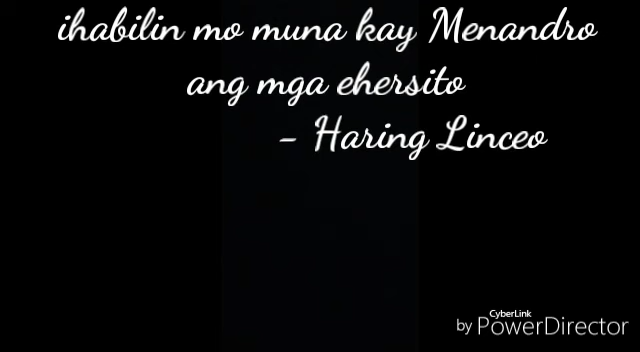 ihabilin mo muna kay Menandro
ang mga ehersito
- Haring Linceo
CyberLink
by PowerDirector